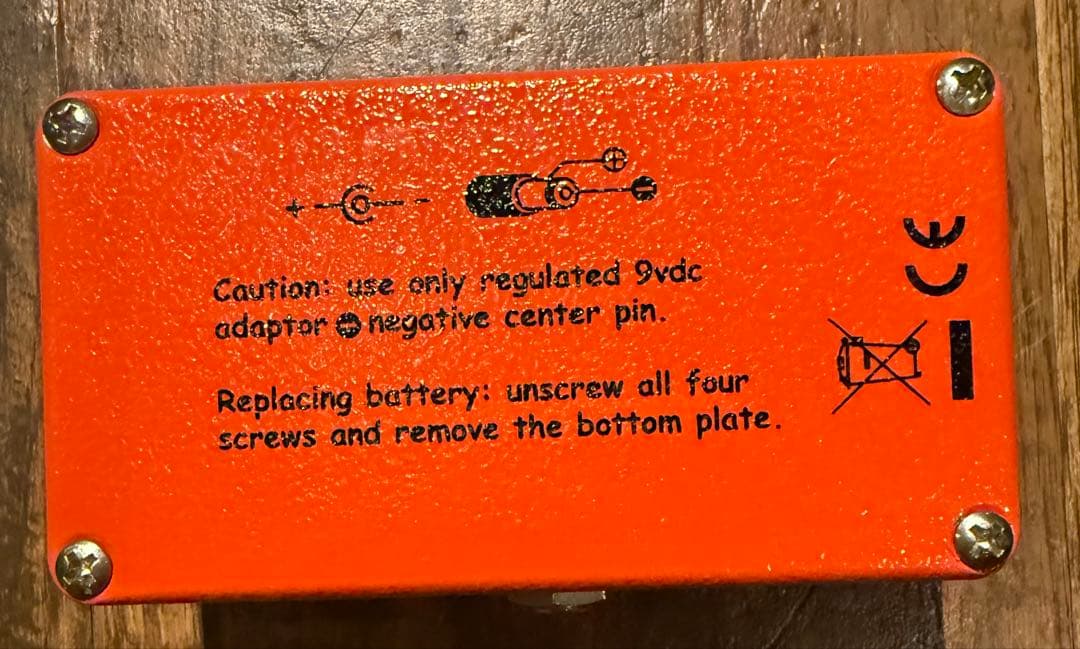 + -
+ -
Caution: use only regulated 9vdc
adaptor negative center pin.
Replacing battery: unscrew all four
screws and remove the bottom plate.
CE